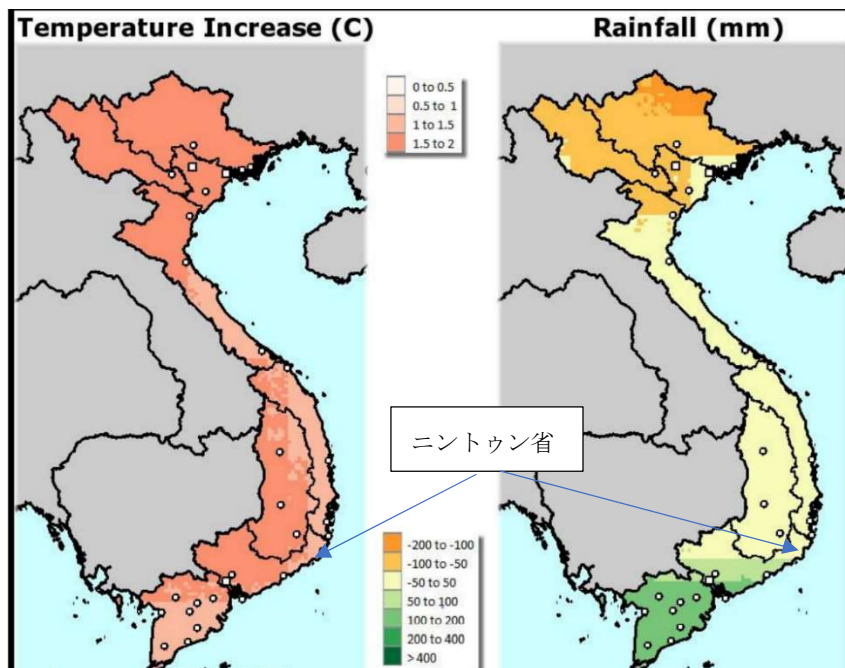 Temperature Increase (C)
Rainfall (mm)
0 to 0.5
0.5 to 1
1 to 1.5
1.5 to 2
ニントゥン省
-200 to -100
-100 to -50
-50 to 50
50 to 100
100 to 200
200 to 400
>400